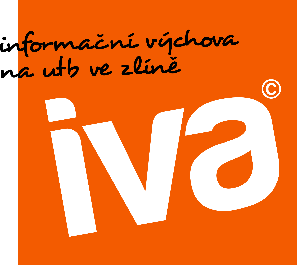 informační výchova
na utb ve zlíně
iva
©